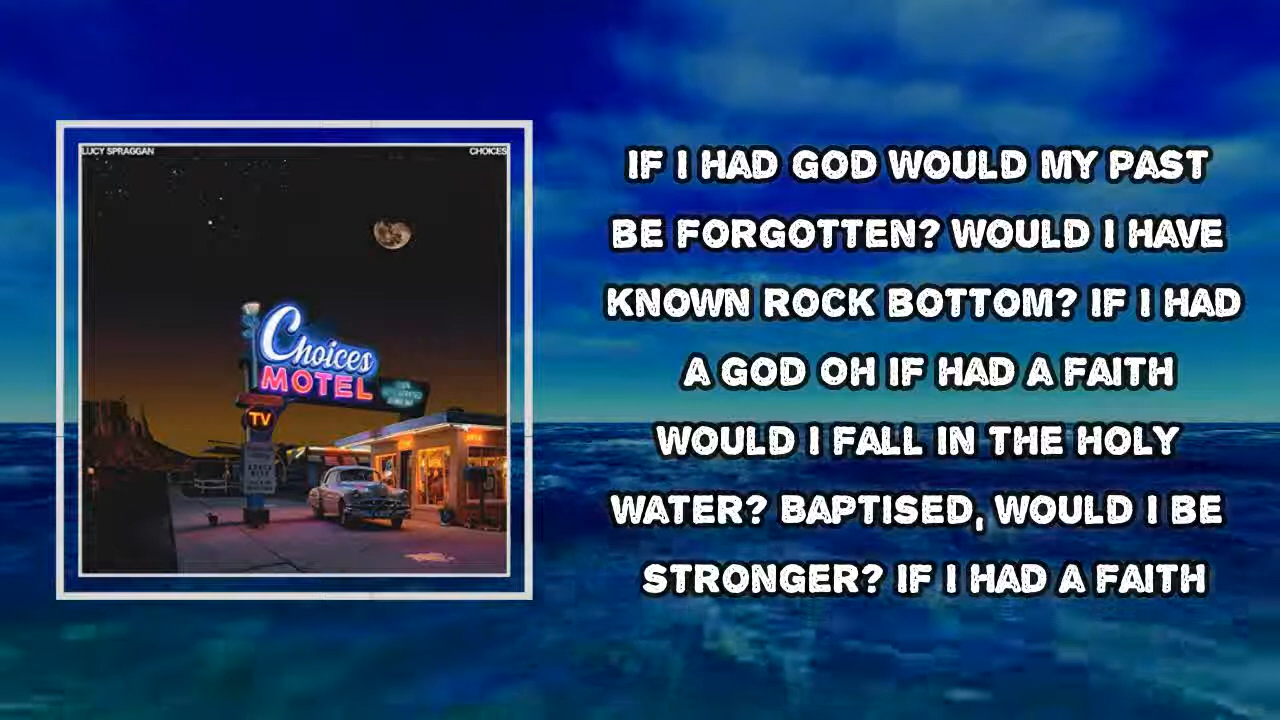 LUCY SPRAGGAN
CHOICES
Choices
MOTEL
TV
IF I HAD GOD WOULD MY PAST
BE FORGOTTEN? WOULD I HAVE
KNOWN ROCK BOTTOM? IF I HAD
A GOD OH IF HAD A FAITH
WOULD I FALL IN THE HOLY
WATER? BAPTISED, WOULD I BE
STRONGER? IF I HAD A FAITH